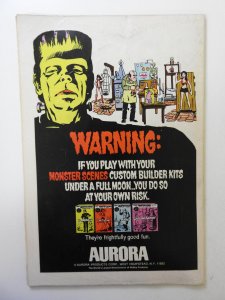 WARNING:
IF YOU PLAY WITH YOUR
MONSTER SCENES CUSTOM BUILDER KITS
UNDER A FULL MOON...YOU DO SO
AT YOUR OWN RISK.
They're frightfully good fun.
AURORA